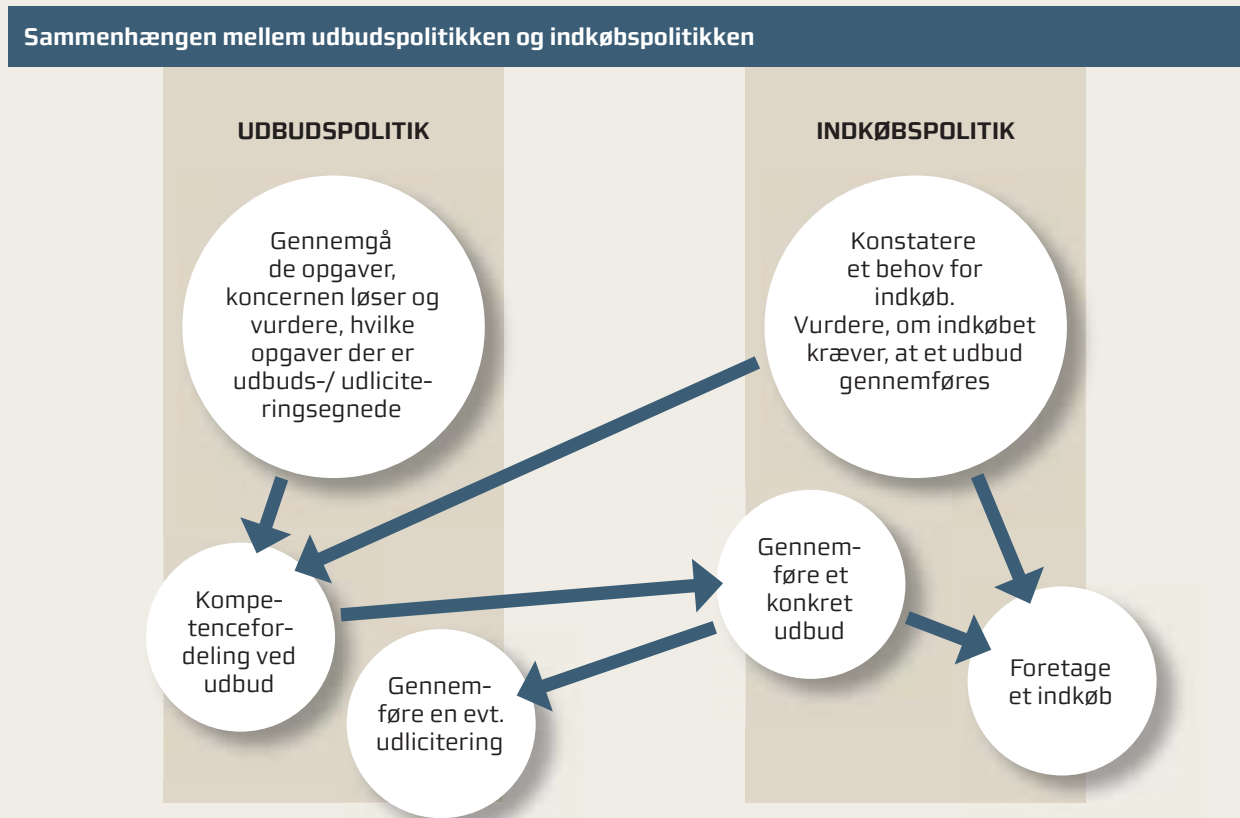 Sammenhængen mellem udbudspolitikken og indkøbspolitikken
UDBUDSPOLITIK
Gennemgå
de opgaver,
koncernen løser og
vurdere, hvilke
opgaver der er
udbuds-/ udlicite-
ringsegnede
Kompe-
tencefor-
deling ved
udbud
Gennem-
føre en evt.
udlicitering
INDKØBSPOLITIK
Konstatere
et behov for
indkøb.
Vurdere, om indkøbet
kræver, at et udbud
gennemføres
Gennem-
føre et
konkret
udbud
Foretage
et indkøb